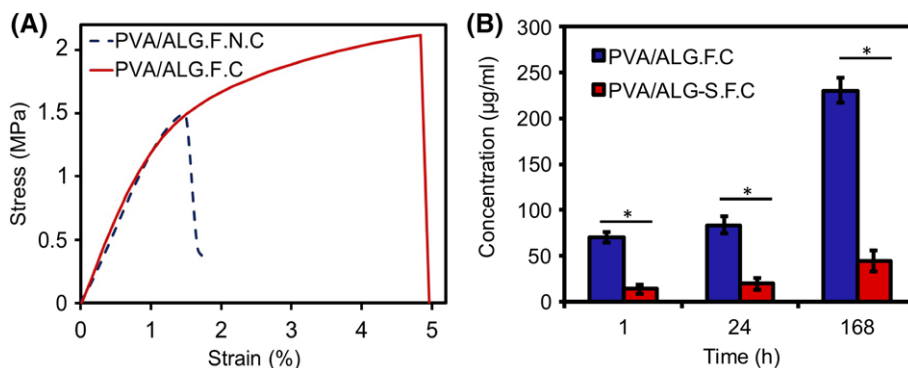 (A)
PVA/ALG.F.N.C
PVA/ALG.F.C
Stress (MPa)
2
1.5
1
0.5
0
0 1 2 3 4 5
Strain (%)
(B)
PVA/ALG.F.C
PVA/ALG-S.F.C
Concentration (µg/ml)
300
250
200
150
100
50
0
*
*
*
1 24 168
Time (h)